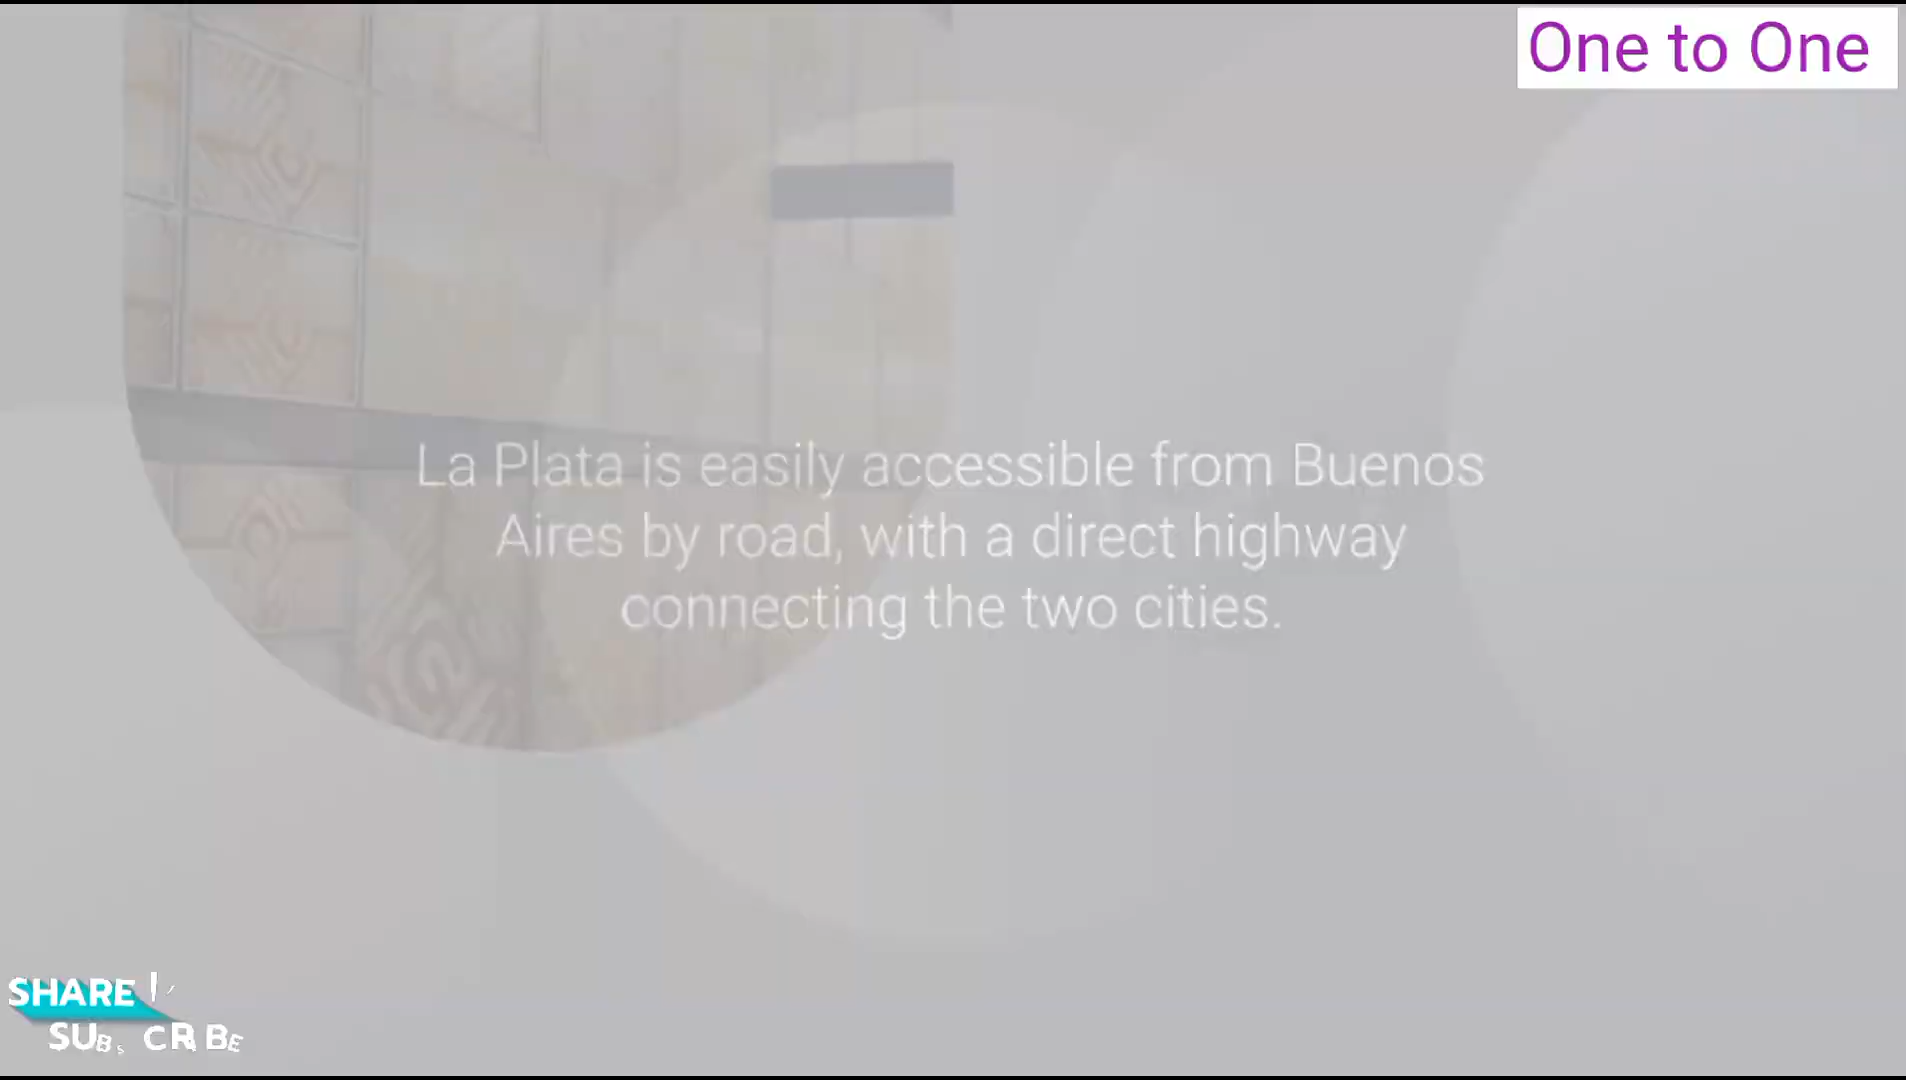 One to One
La Plata is easily accessible from Buenos
Aires by road, with a direct highway
connecting the two cities.
SHARE